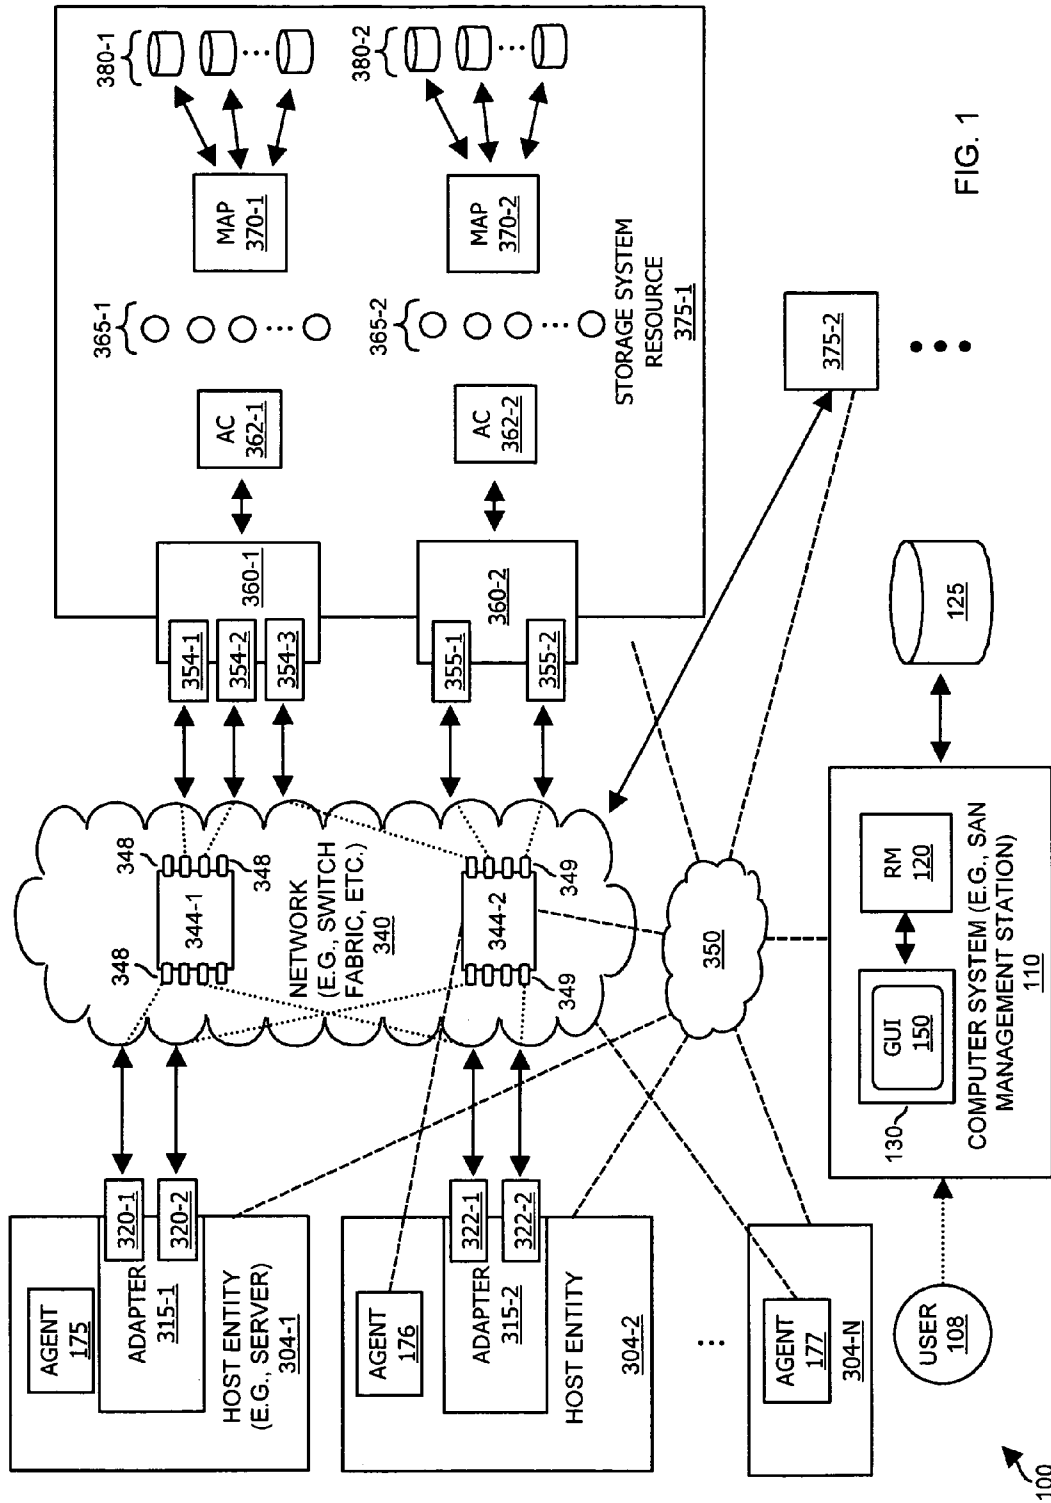 380-1
380-2
MAP
370-1
MAP
370-2
365-1
365-2
STORAGE SYSTEM
RESOURCE
375-1
AC
362-1
AC
362-2
360-1
360-2
354-1
354-2
354-3
355-1
355-2
375-2
FIG. 1
348
348
348
344-1
NETWORK
(E.G., SWITCH
FABRIC, ETC.)
340
344-2
349
349
350
125
320-1
320-2
AGENT
175
ADAPTER
315-1
HOST ENTITY
(E.G., SERVER)
304-1
322-1
322-2
AGENT
176
ADAPTER
315-2
HOST ENTITY
304-2
AGENT
177
304-N
RM
120
GUI
150
130
COMPUTER SYSTEM (E.G., SAN
MANAGEMENT STATION)
110
USER
108
100